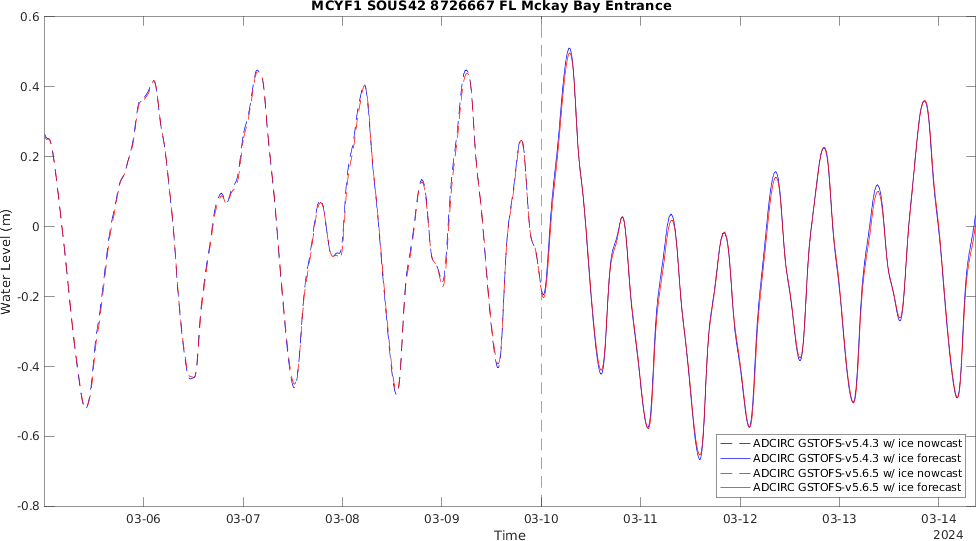 MCYF1 SOUS42 8726667 FL Mckay Bay Entrance
0.6
0.4
0.2
0
-0.2
-0.4
-0.6
-0.8
Water Level (m)
03-06
03-07
03-08
03-09
03-10
03-11
03-12
03-13
03-14
Time
2024
ADCIRC GSTOFS-v5.4.3 w/ ice nowcast
ADCIRC GSTOFS-v5.4.3 w/ ice forecast
ADCIRC GSTOFS-v5.6.5 w/ ice nowcast
ADCIRC GSTOFS-v5.6.5 w/ ice forecast